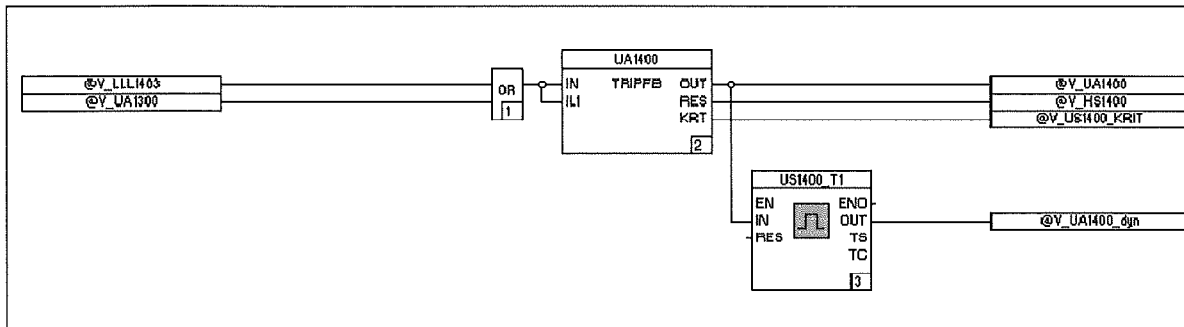 UA1400
@V_LLL1403
@V_UA1300
OR
1
IN TRIPFB OUT
IL1 RES
KRT
2
@V_UA1400
@V_HS1400
@V_US1400_KRIT
US1400_T1
EN ENO
IN OUT
RES TS
TC
3
@V_UA1400_dyn